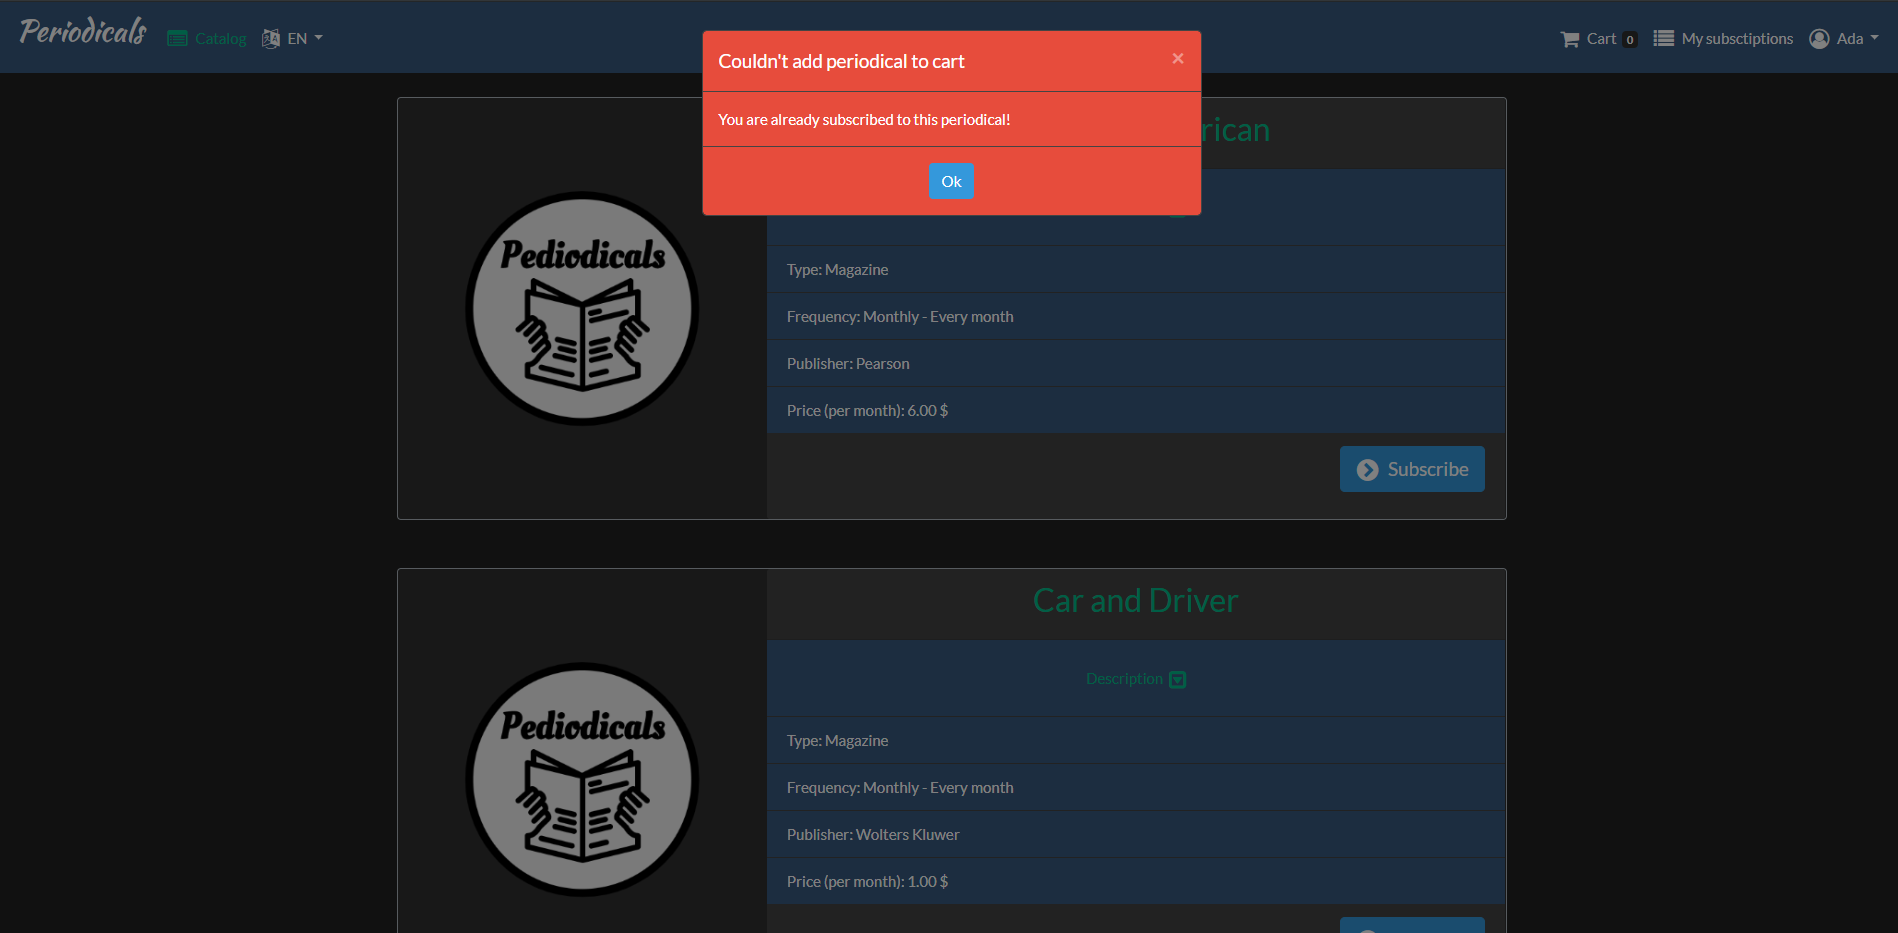 Periodicals
Catalog
EN
Cart 0
My subsctiptions
Ada
Couldn't add periodical to cart
×
You are already subscribed to this periodical!
Ok
rican
Pediodicals
Type: Magazine
Frequency: Monthly - Every month
Publisher: Pearson
Price (per month): 6.00 $
Subscribe
Car and Driver
Pediodicals
Description
Type: Magazine
Frequency: Monthly - Every month
Publisher: Wolters Kluwer
Price (per month): 1.00 $